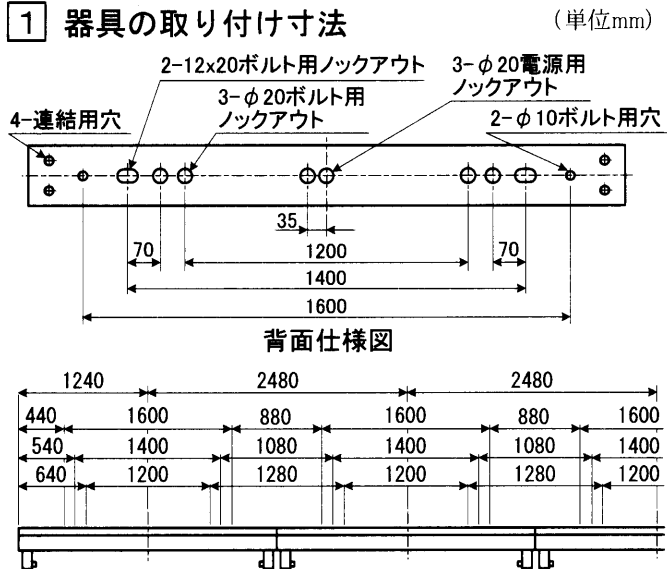 1 器具の取り付け寸法 (単位mm)
2-12x20ボルト用ノックアウト
3-φ20電源用
ノックアウト
3-φ20ボルト用
ノックアウト
4-連結用穴
2-φ10ボルト用穴
35
70 1200 70
1400
1600
背面仕様図
1240 2480 2480
440 1600 880 1600 880 1600
540 1400 1080 1400 1080 1400
640 1200 1280 1200 1280 1200